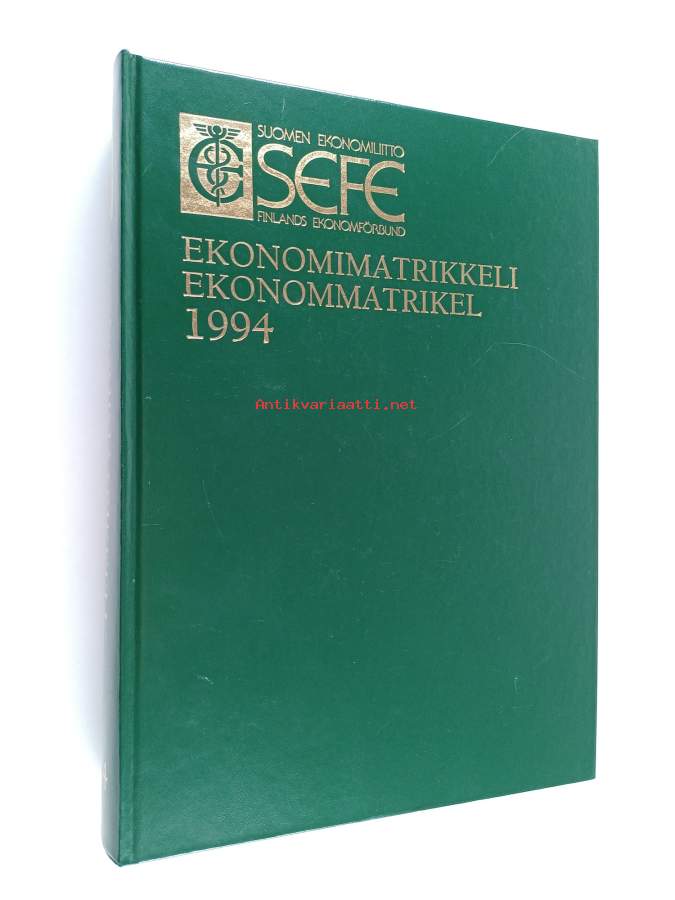 SUOMEN EKONOMILIITTO
SEFE
FINLANDS EKONOMFÖRBUND
EKONOMIMATRIKKELI
EKONOMMATRIKEL
1994
Antikvariaatti.net